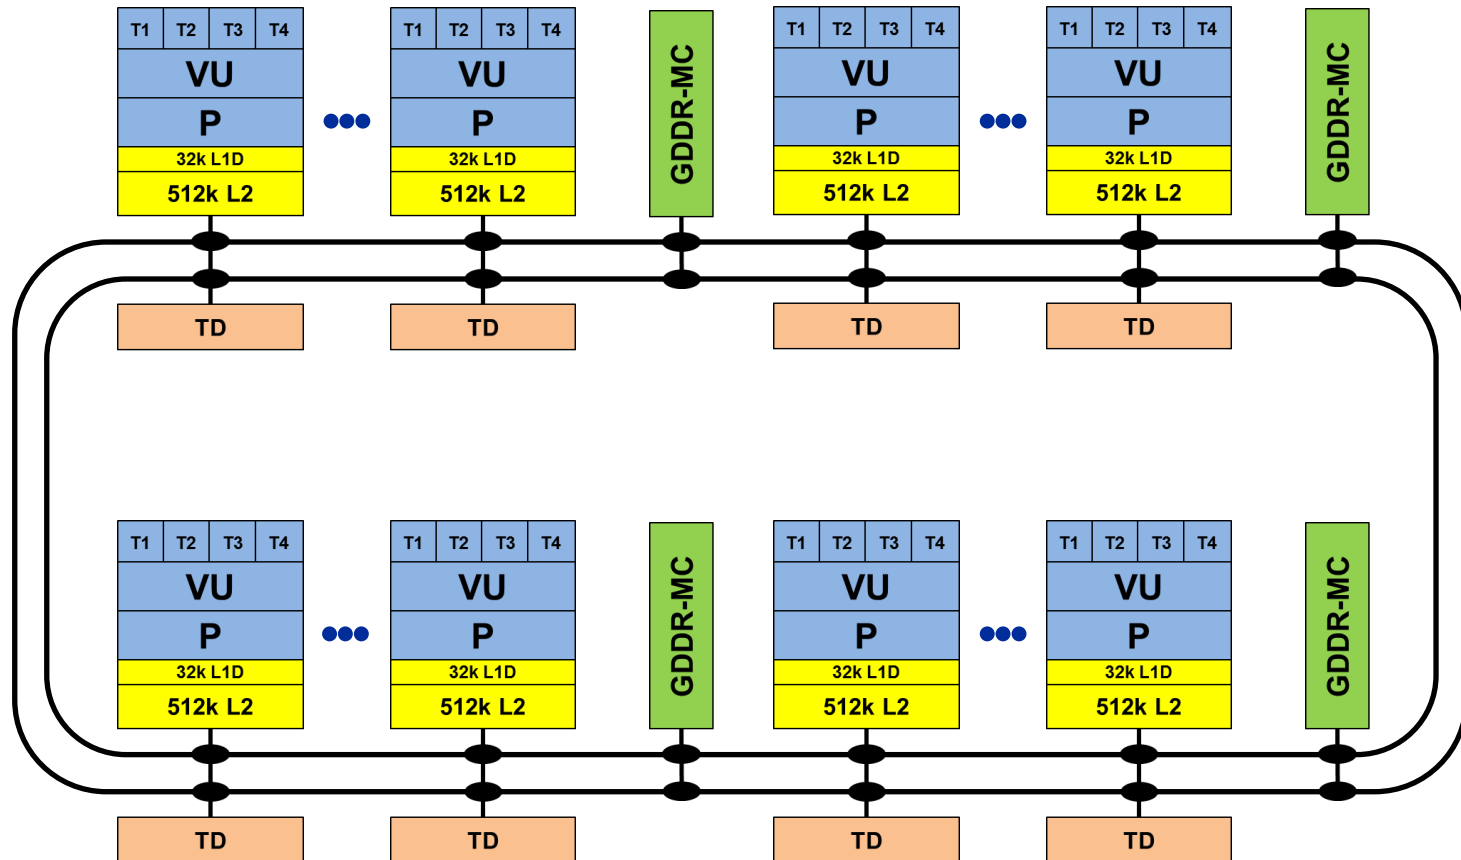 T1 T2 T3 T4 T1 T2 T3 T4 T1 T2 T3 T4 T1 T2 T3 T4
VU VU VU VU
P P P P
GDDR-MC GDDR-MC
32k L1D 32k L1D 32k L1D 32k L1D
512k L2 512k L2 512k L2 512k L2
TD TD TD TD
T1 T2 T3 T4 T1 T2 T3 T4 T1 T2 T3 T4 T1 T2 T3 T4
VU VU VU VU
P P P P
GDDR-MC GDDR-MC
32k L1D 32k L1D 32k L1D 32k L1D
512k L2 512k L2 512k L2 512k L2
TD TD TD TD